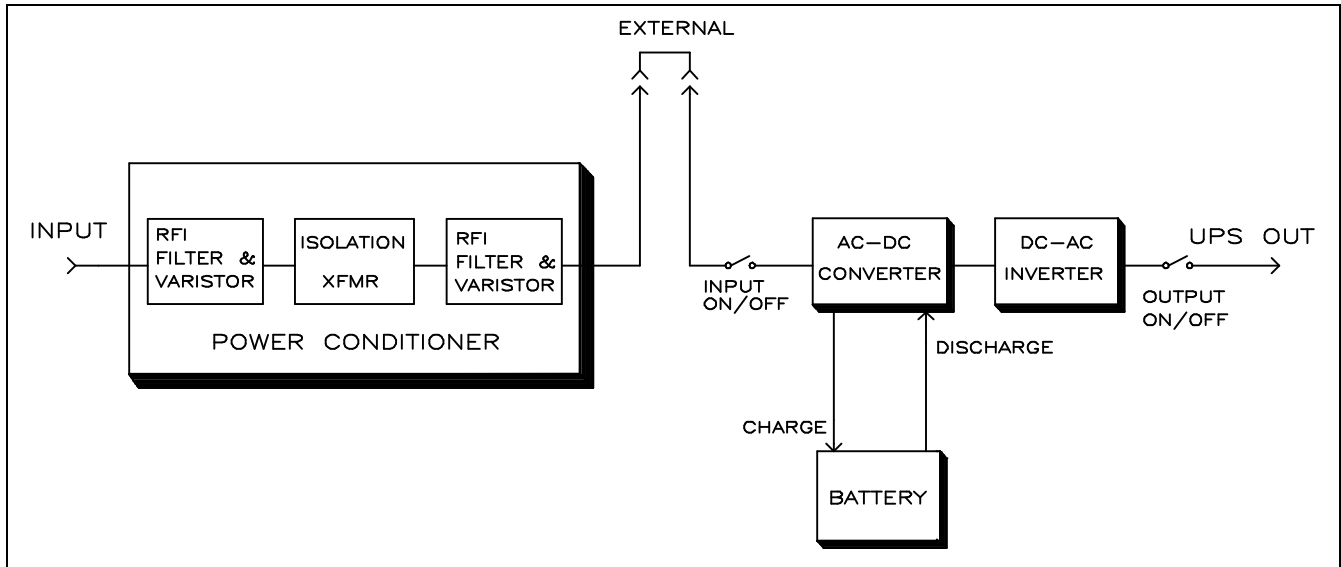 EXTERNAL
INPUT
RFI
FILTER &
VARISTOR
ISOLATION
XFMR
RFI
FILTER &
VARISTOR
POWER CONDITIONER
INPUT
ON/OFF
AC-DC
CONVERTER
DC-AC
INVERTER
UPS OUT
OUTPUT
ON/OFF
DISCHARGE
CHARGE
BATTERY